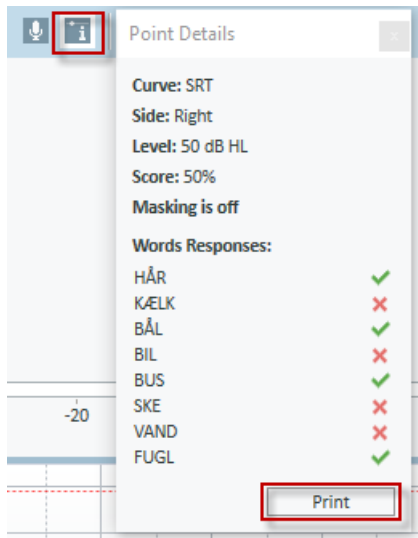 Point Details
Curve: SRT
Side: Right
Level: 50 dB HL
Score: 50%
Masking is off
Words Responses:
HÅR
KÆLK
BÅL
BIL
BUS
SKE
VAND
FUGL
-20
Print